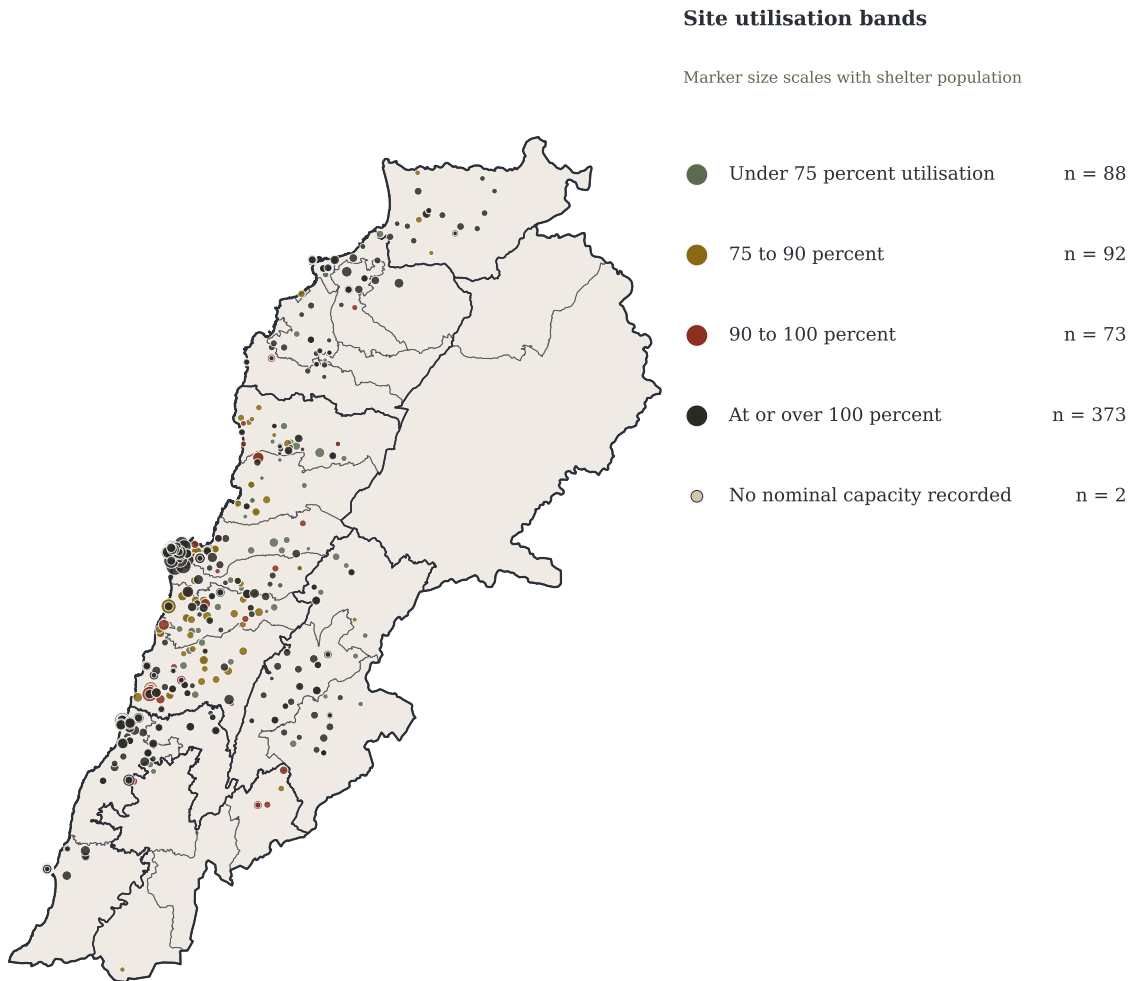 Site utilisation bands
Marker size scales with shelter population
Under 75 percent utilisation n = 88
75 to 90 percent n = 92
90 to 100 percent n = 73
At or over 100 percent n = 373
No nominal capacity recorded n = 2